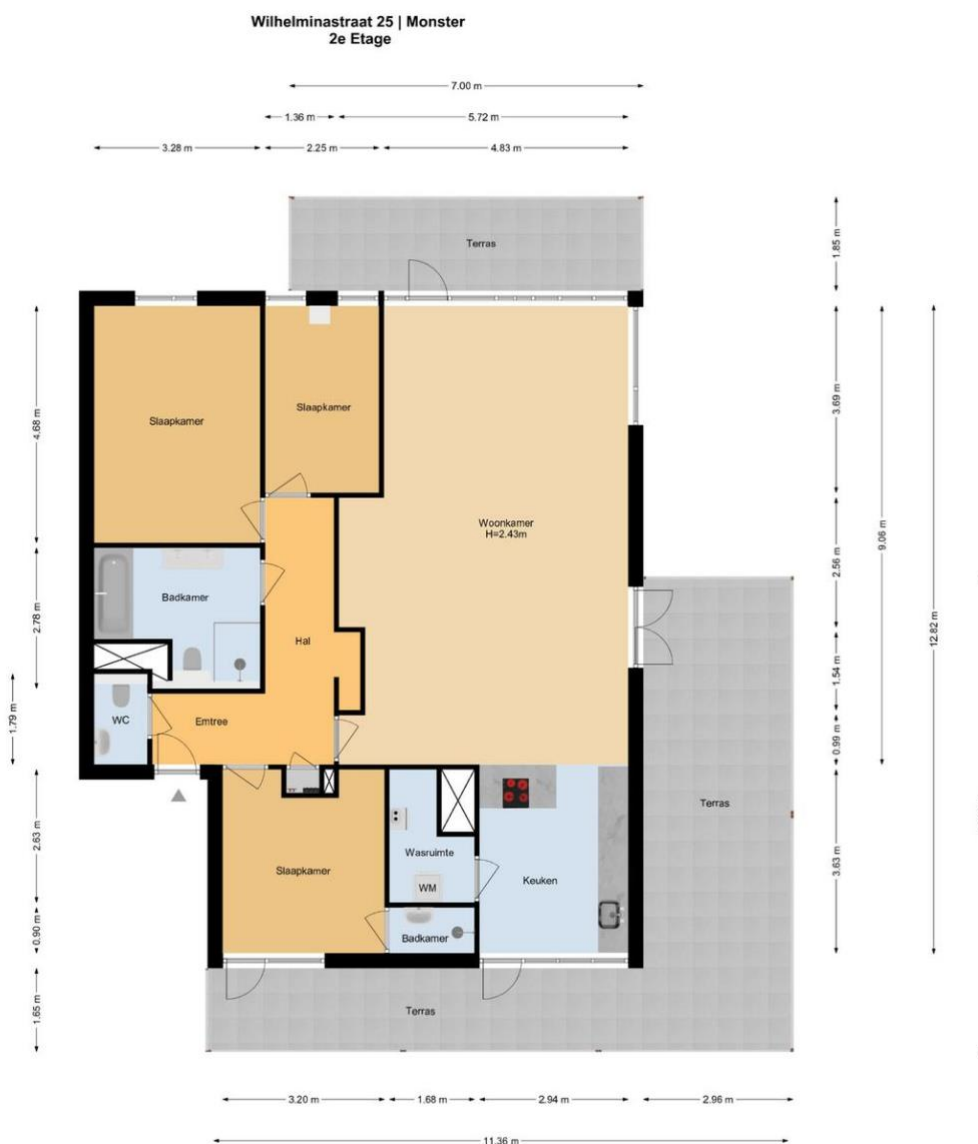 Wilhelminastraat 25 | Monster
2e Etage
7.00 m
1.36 m
5.72 m
3.28 m
2.25 m
4.83 m
Terras
1.85 m
4.68 m
Slaapkamer
Slaapkamer
3.69 m
Woonkamer
H=2.43m
9.06 m
2.56 m
12.82 m
2.78 m
Badkamer
Hal
1.54 m
1.79 m
WC
Emtree
0.99 m
Terras
2.63 m
Slaapkamer
Wasruimte
WM
Keuken
3.63 m
0.90 m
Badkamer
1.65 m
Terras
3.20 m
1.68 m
2.94 m
2.96 m
11.36 m